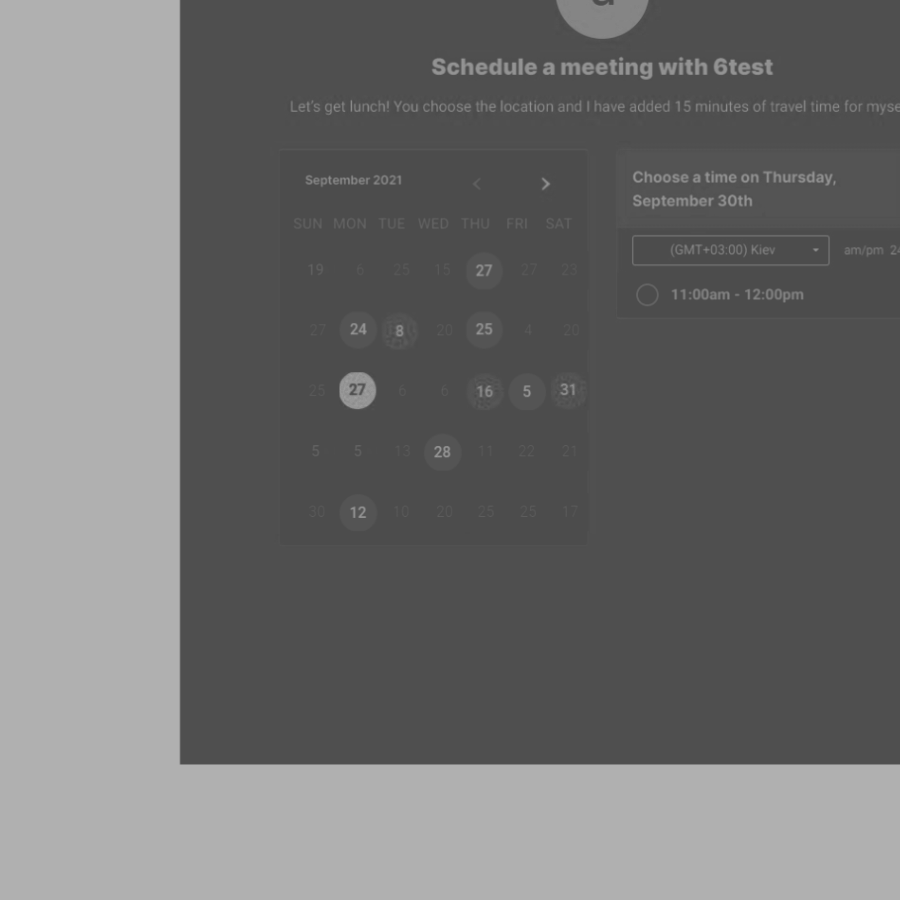 Schedule a meeting with 6test
Let's get lunch! You choose the location and I have added 15 minutes of travel time for myse
September 2021
SUN MON TUE WED THU FRI SAT
19 6 25 15 27 27 23
27 24 8 20 25 4 20
25 27 6 6 16 5 31
5 5 13 28 11 22 21
30 12 10 20 25 25 17
Choose a time on Thursday,
September 30th
(GMT+03:00) Kiev am/pm 24
11:00am - 12:00pm